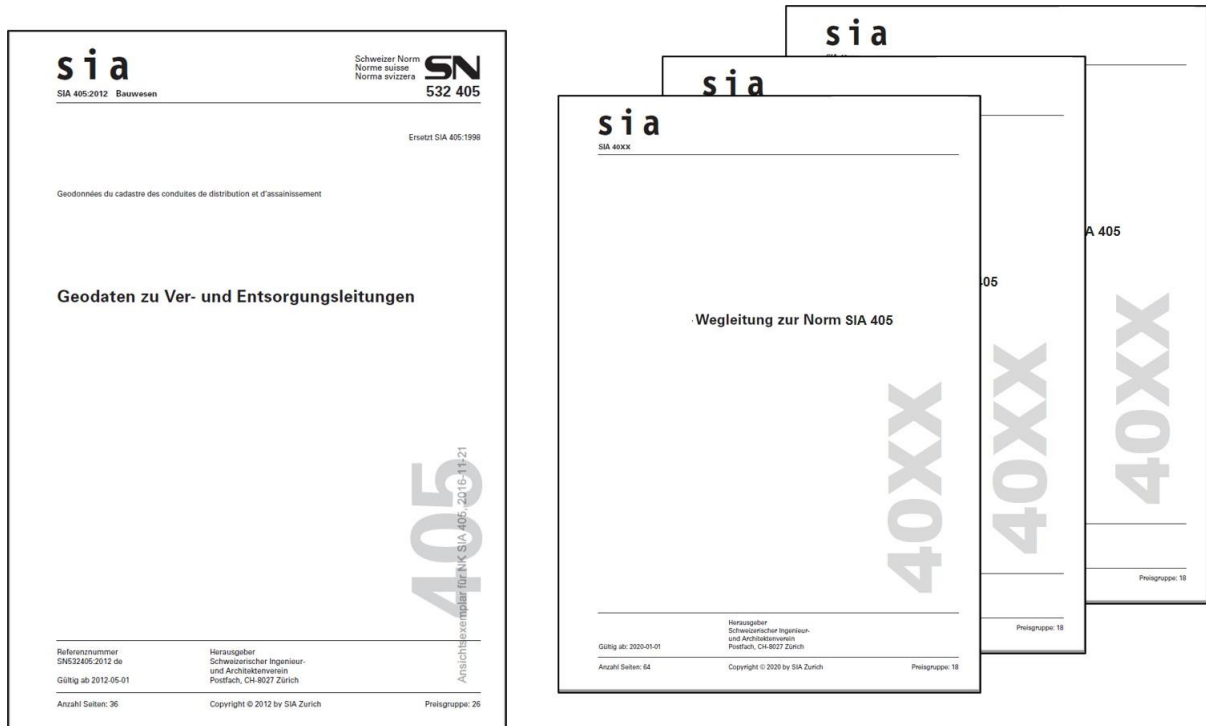 sia
SIA 405:2012 Bauwesen
Schweizer Norm
Norme suisse
Norma svizzera
SN
532 405
Ersetzt SIA 405:1998
Geodonnées du cadastre des conduites de distribution et d'assainissement
Geodaten zu Ver- und Entsorgungsleitungen
405
Ansichtsexemplar für NK SIA 405, 2016-11-21
Referenznummer
SN532405:2012 de
Gültig ab 2012-05-01
Herausgeber
Schweizerischer Ingenieur-
und Architektenverein
Postfach, CH-8027 Zürich
Anzahl Seiten: 36
Copyright © 2012 by SIA Zurich
Preisgruppe: 26
sia
SIA 40XX
Wegleitung zur Norm SIA 405
40XX
Gültig ab: 2020-01-01
Herausgeber
Schweizerischer Ingenieur-
und Architektenverein
Postfach, CH-8027 Zürich
Anzahl Seiten: 64
Copyright © 2020 by SIA Zurich
Preisgruppe: 18
sia
405
40XX
Preisgruppe: 18
sia
A 405
40XX
Preisgruppe: 18